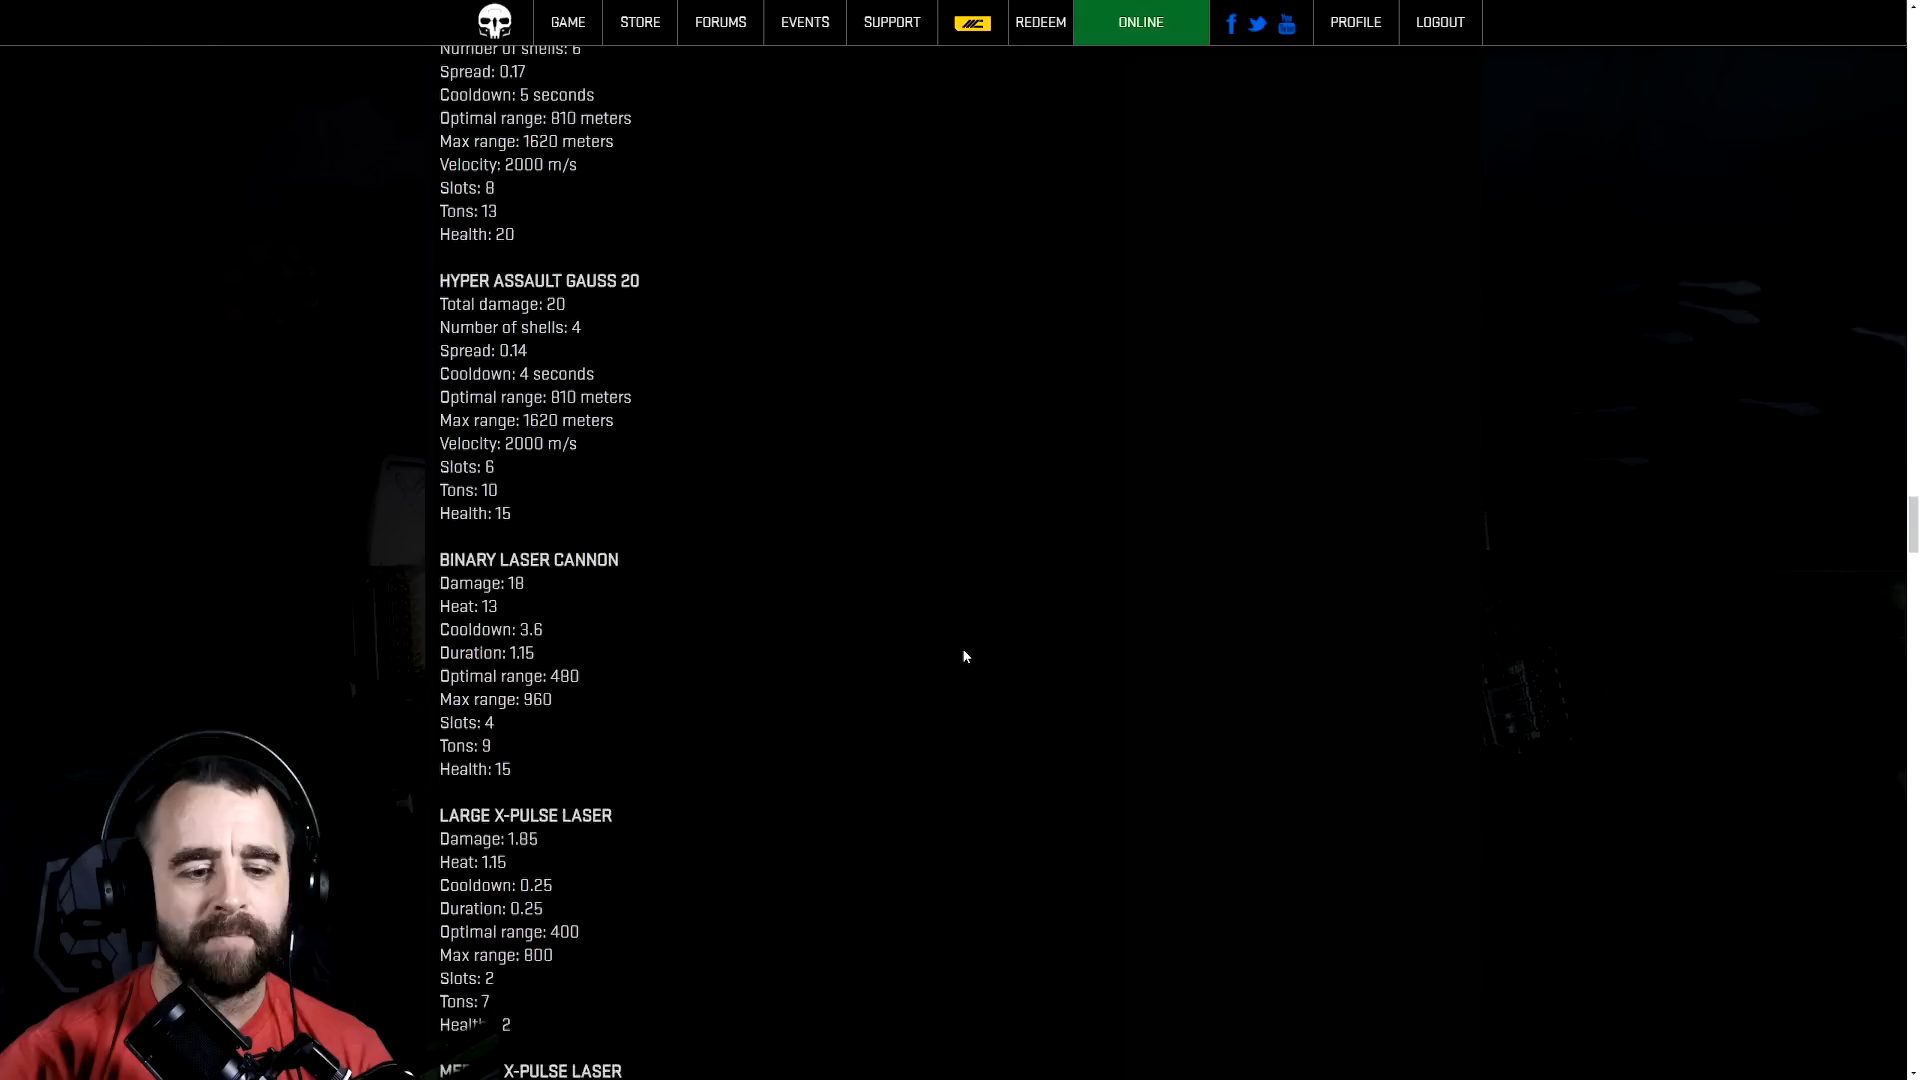 GAME
STORE
FORUMS
EVENTS
SUPPORT
MC
REDEEM
ONLINE
PROFILE
LOGOUT
Number of shells: 6
Spread: 0.17
Cooldown: 5 seconds
Optimal range: 810 meters
Max range: 1620 meters
Velocity: 2000 m/s
Slots: 8
Tons: 13
Health: 20
HYPER ASSAULT GAUSS 20
Total damage: 20
Number of shells: 4
Spread: 0.14
Cooldown: 4 seconds
Optimal range: 810 meters
Max range: 1620 meters
Velocity: 2000 m/s
Slots: 6
Tons: 10
Health: 15
BINARY LASER CANNON
Damage: 18
Heat: 13
Cooldown: 3.6
Duration: 1.15
Optimal range: 480
Max range: 960
Slots: 4
Tons: 9
Health: 15
LARGE X-PULSE LASER
Damage: 1.85
Heat: 1.15
Cooldown: 0.25
Duration: 0.25
Optimal range: 400
Max range: 800
Slots: 2
Tons: 7
X-PULSE LASER